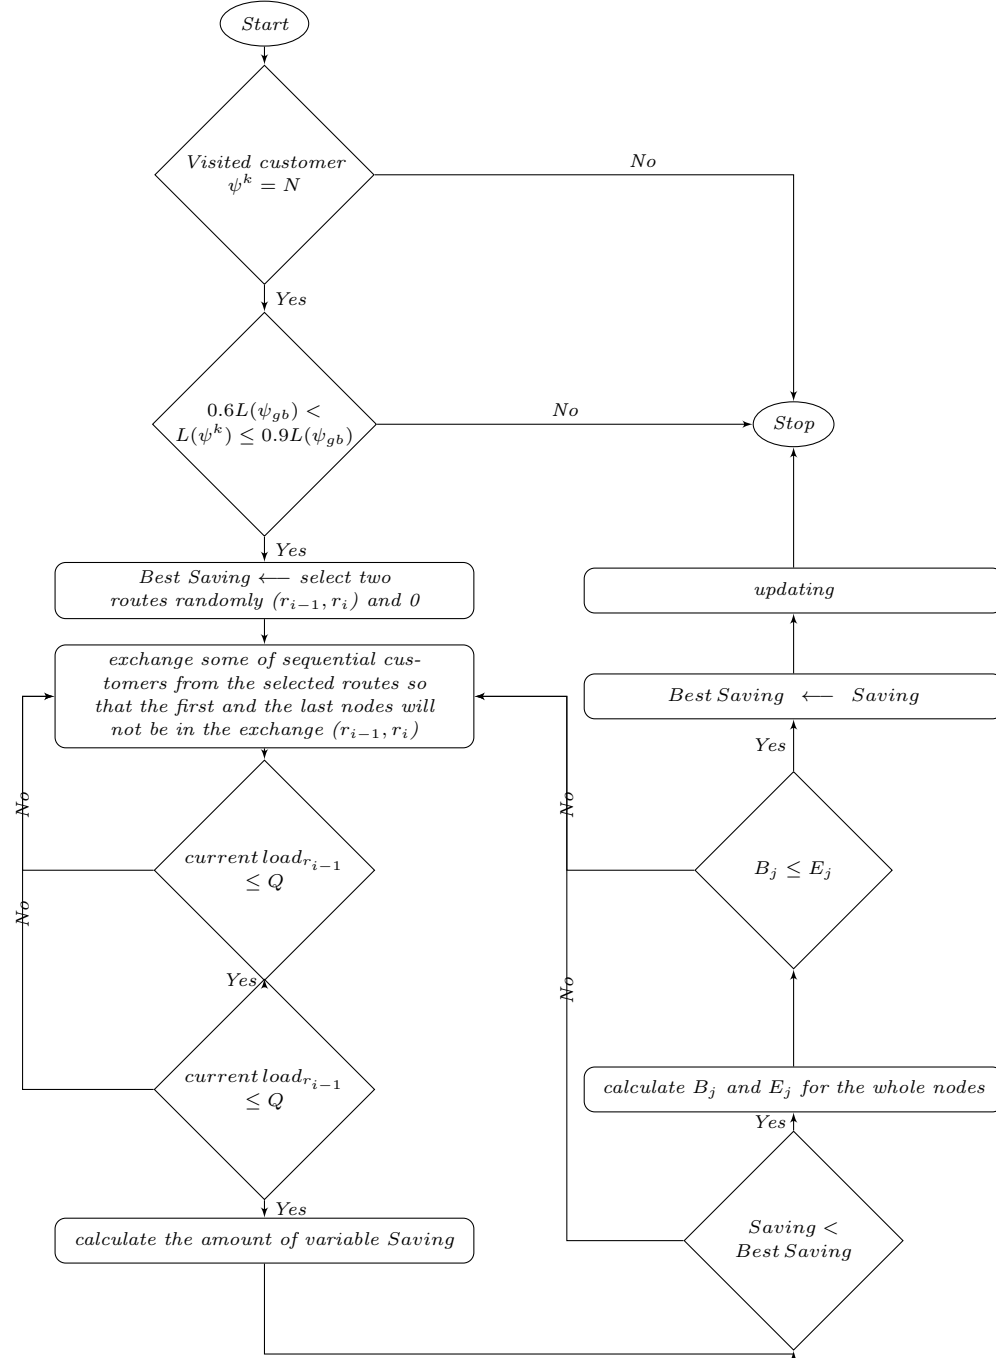 Start
Visited customer
ψ^k = N
No
Yes
0.6L(ψ_gb) <
L(ψ^k) ≤ 0.9L(ψ_gb)
No
Stop
Yes
Best Saving ⟵ select two
routes randomly (r_{i−1}, r_i) and 0
updating
exchange some of sequential cus-
tomers from the selected routes so
that the first and the last nodes will
not be in the exchange (r_{i−1}, r_i)
Best Saving ⟵ Saving
Yes
No
No
current load_{r_{i−1}}
≤ Q
B_j ≤ E_j
No
Yes
No
current load_{r_{i−1}}
≤ Q
calculate B_j and E_j for the whole nodes
Yes
Yes
calculate the amount of variable Saving
Saving <
Best Saving